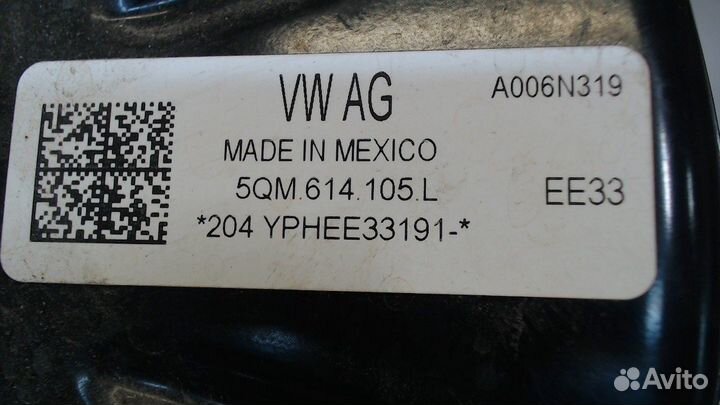 VW AG
A006N319
MADE IN MEXICO
5QM.614.105.L
EE33
*204 YPHEE33191-*
Avito